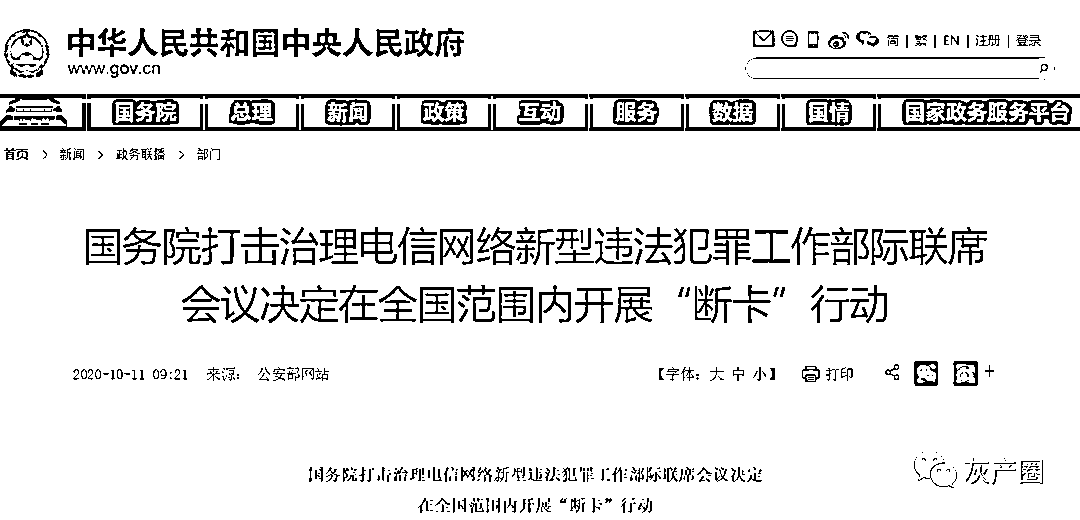 中华人民共和国中央人民政府
www.gov.cn
简 | 繁 | EN | 注册 | 登录
国务院 总理 新闻 政策 互动 服务 数据 国情 国家政务服务平台
首页 > 新闻 > 政务联播 > 部门
国务院打击治理电信网络新型违法犯罪工作部际联席
会议决定在全国范围内开展“断卡”行动
2020-10-11 09:21 来源： 公安部网站 【字体：大 中 小】 打印 +
国务院打击治理电信网络新型违法犯罪工作部际联席会议决定
在全国范围内开展“断卡”行动
灰产圈